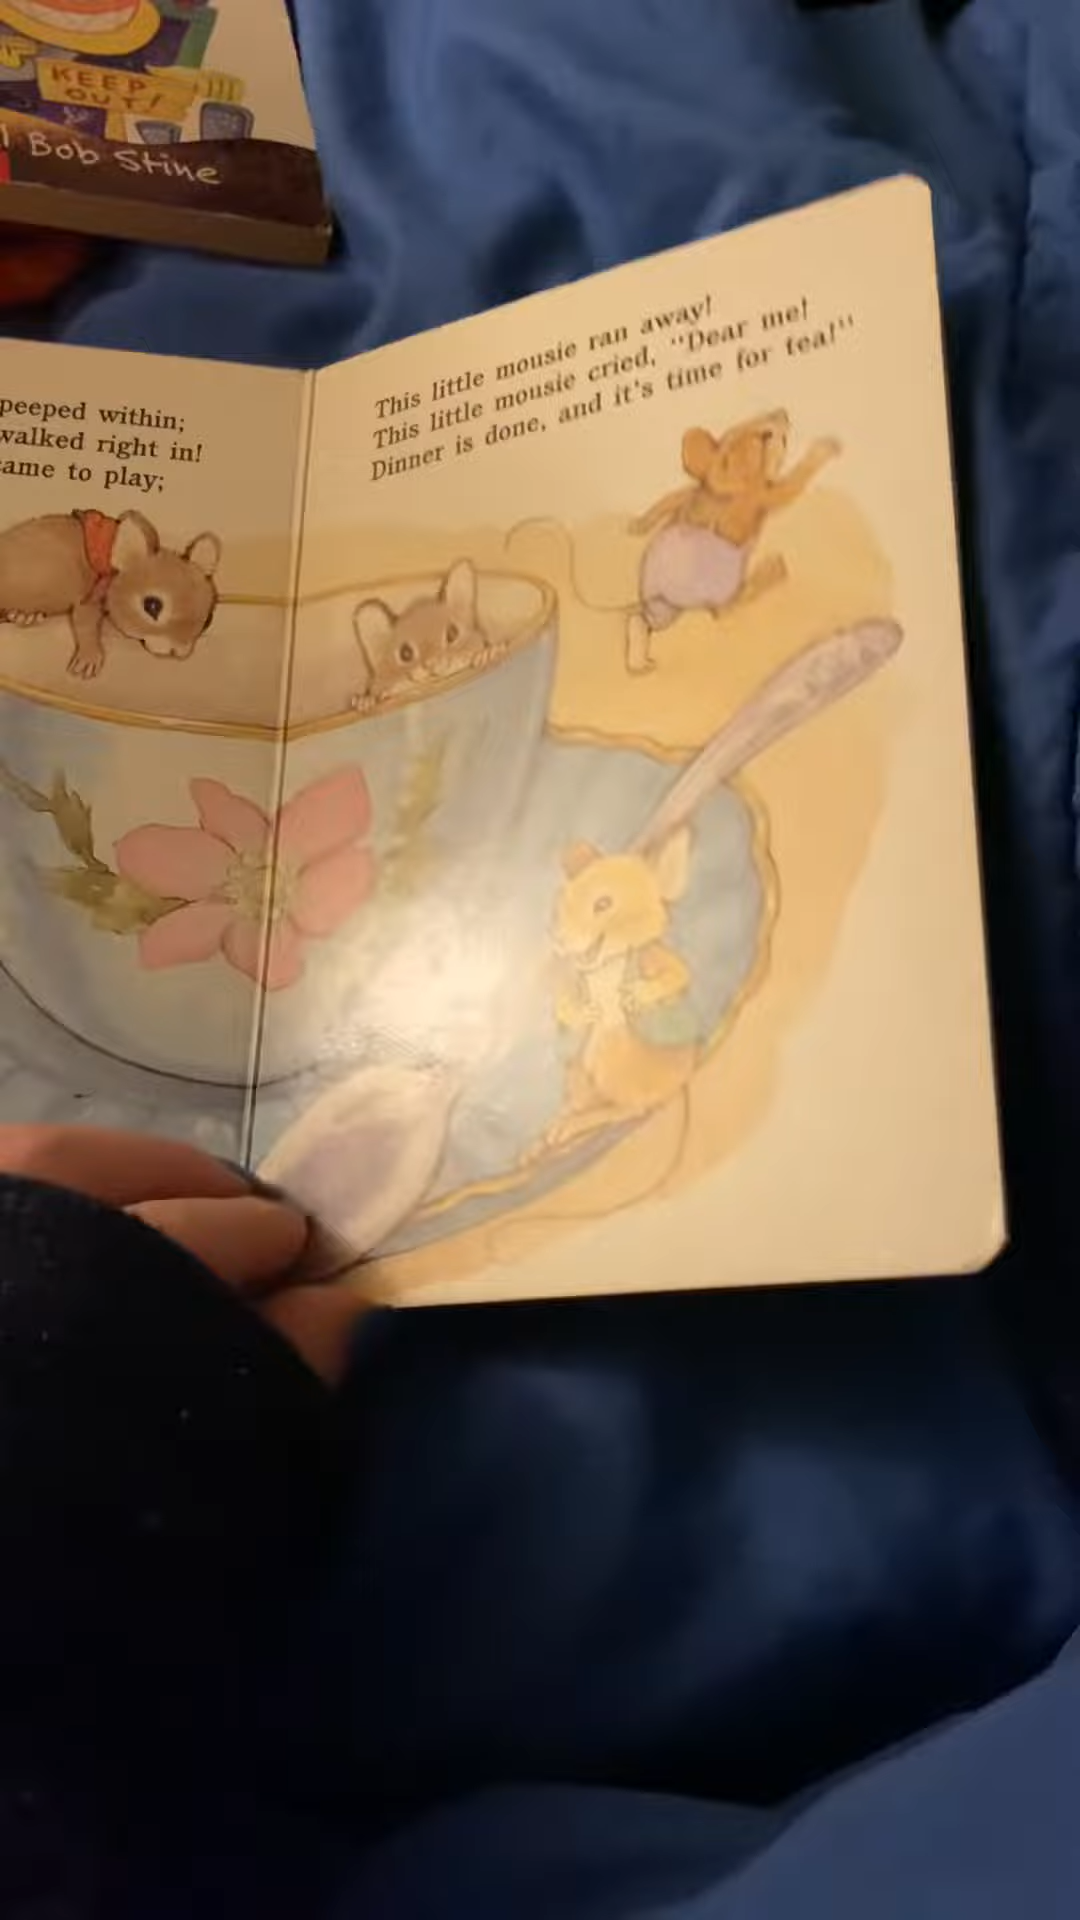 KEEP
OUT!
Bob Stine
peeped within;
walked right in!
came to play;
This little mousie ran away!
This little mousie cried, "Dear me!
Dinner is done, and it's time for tea!"